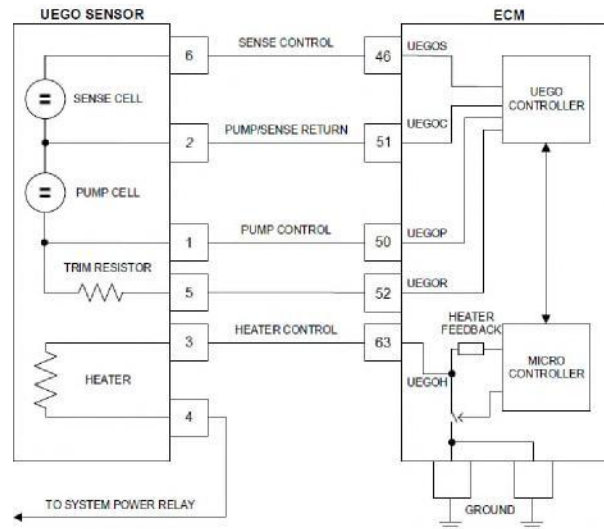 UEGO SENSOR
ECM
6
SENSE CONTROL
46
UEGOS
SENSE CELL
UEGO
CONTROLLER
2
PUMP/SENSE RETURN
51
UEGOC
PUMP CELL
1
PUMP CONTROL
50
UEGOP
TRIM RESISTOR
5
52
UEGOR
3
HEATER CONTROL
63
HEATER
FEEDBACK
UEGOH
MICRO
CONTROLLER
HEATER
4
TO SYSTEM POWER RELAY
GROUND